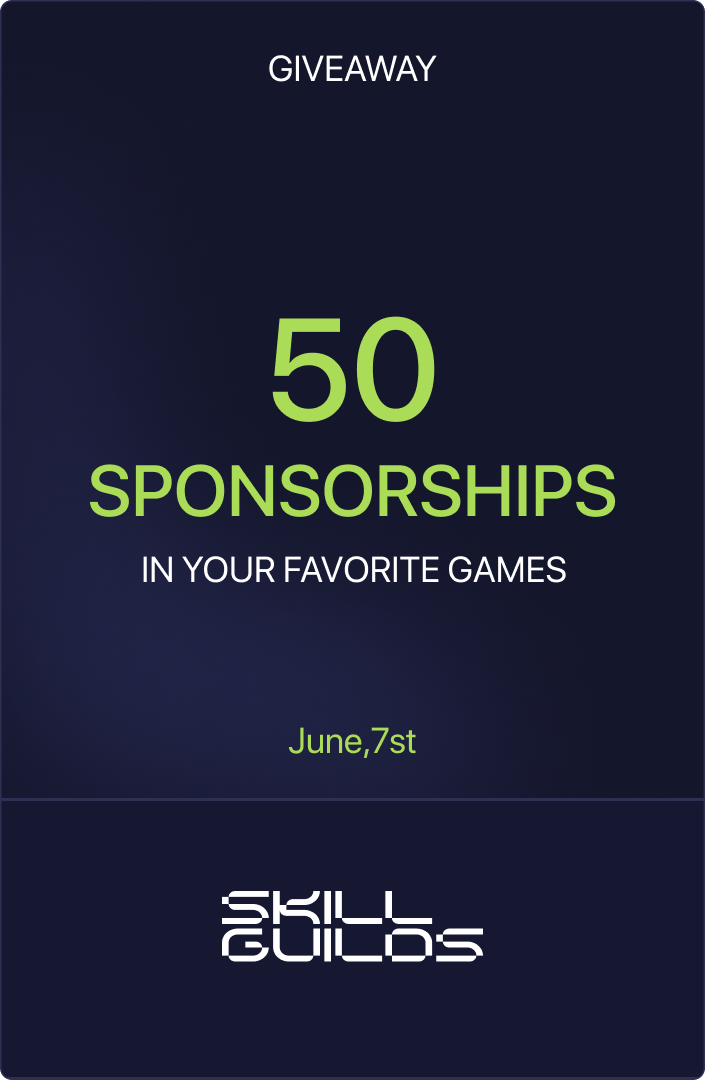 GIVEAWAY
50
SPONSORSHIPS
IN YOUR FAVORITE GAMES
June,7st
SKILL
GUILDS